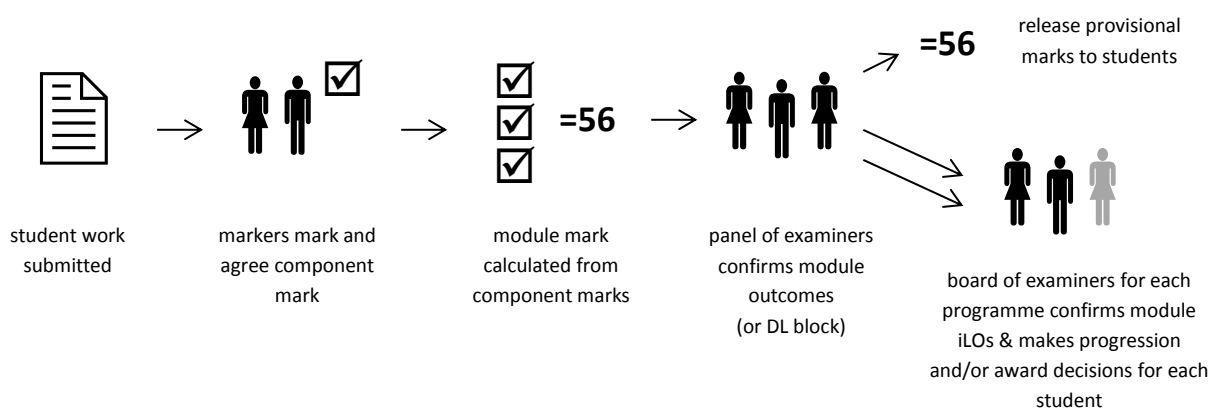 student work
submitted
markers mark and
agree component
mark
=56
module mark
calculated from
component marks
panel of examiners
confirms module
outcomes
(or DL block)
=56
release provisional
marks to students
board of examiners for each
programme confirms module
iLOs & makes progression
and/or award decisions for each
student